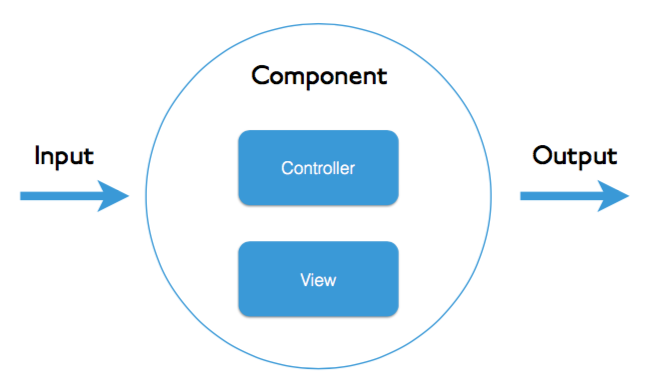 Component
Input
Controller
Output
View